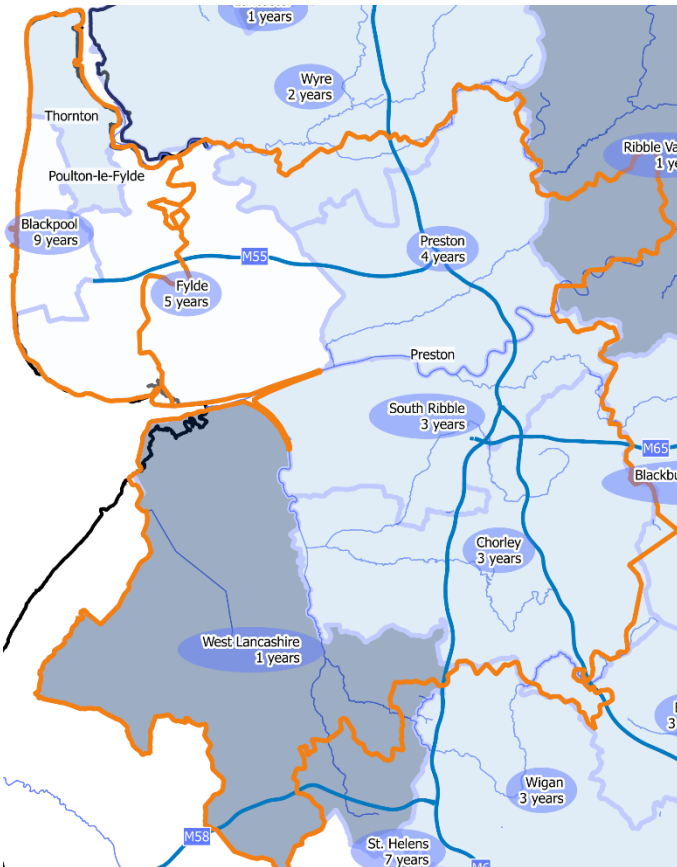 1 years
Wyre
2 years
Thornton
Ribble Va
1 ye
Poulton-le-Fylde
Blackpool
9 years
Preston
4 years
M55
Fylde
5 years
Preston
South Ribble
3 years
M65
Blackbu
Chorley
3 years
West Lancashire
1 years
3
Wigan
3 years
M58
St. Helens
7 years
M6